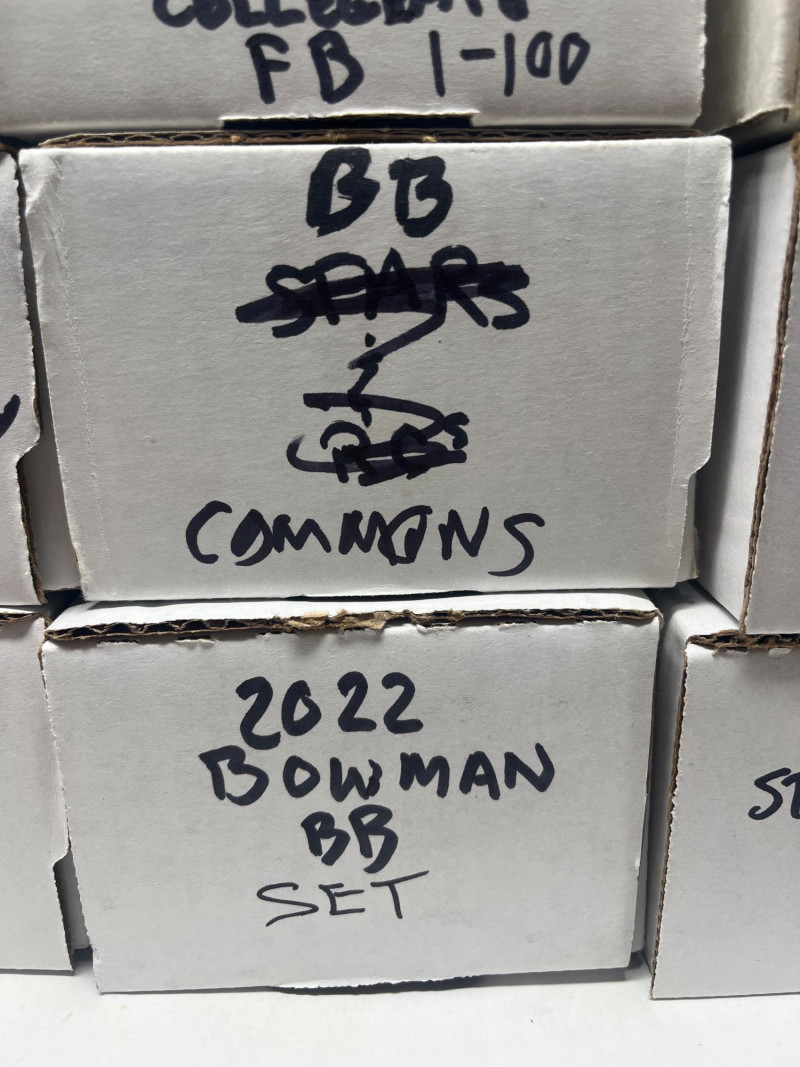 FB 1-100
BB
STARS
RCs
COMMONS
2022
BOWMAN
BB
SET